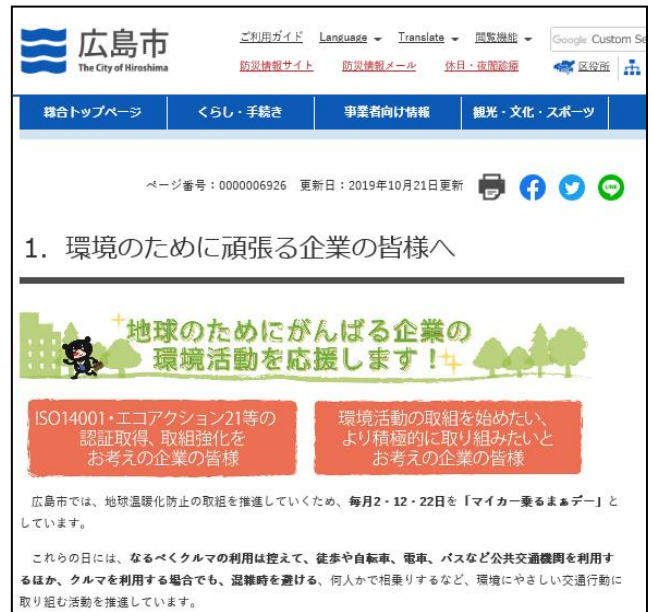 広島市
The City of Hiroshima
ご利用ガイド Language Translate 閲覧機能
Google Custom Se
防災情報サイト 防災情報メール 休日・夜間診療 区役所
総合トップページ くらし・手続き 事業者向け情報 観光・文化・スポーツ
ページ番号：0000006926 更新日：2019年10月21日更新
LINE
1. 環境のために頑張る企業の皆様へ
地球のためにがんばる企業の
環境活動を応援します！
ISO14001・エコアクション21等の
認証取得、取組強化を
お考えの企業の皆様
環境活動の取組を始めたい、
より積極的に取り組みたいと
お考えの企業の皆様
広島市では、地球温暖化防止の取組を推進していくため、毎月2・12・22日を「マイカー乗るまぁデー」と
しています。
これらの日には、なるべくクルマの利用は控えて、徒歩や自転車、電車、バスなど公共交通機関を利用す
るほか、クルマを利用する場合でも、混雑時を避ける、何人かで相乗りするなど、環境にやさしい交通行動に
取り組む活動を推進しています。